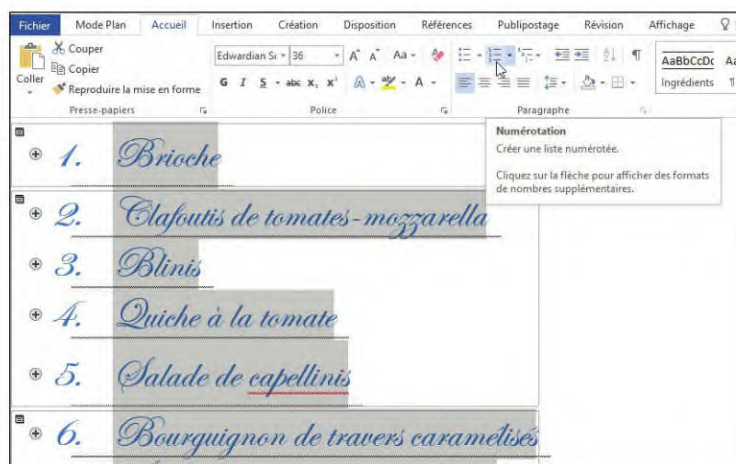 Fichier Mode Plan Accueil Insertion Création Disposition Références Publipostage Révision Affichage
Couper
Copier
Reproduire la mise en forme
Coller
Presse-papiers
Edwardian Sc 36 A A Aa
G I S abc X, X² A ab A
Police
Paragraphe
AaBbCcDc Aa
Ingrédients
Numérotation
Créer une liste numérotée.
Cliquez sur la flèche pour afficher des formats
de nombres supplémentaires.
1. Brioche
2. Clafoutis de tomates-mozzarella
3. Blinis
4. Quiche à la tomate
5. Salade de capellinis
6. Bourguignon de travers caramélisés